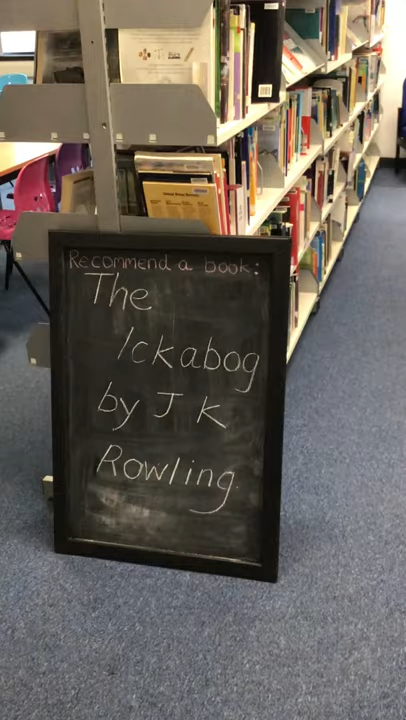 Recommend a book:
The
Ickabog
by J K
Rowling.